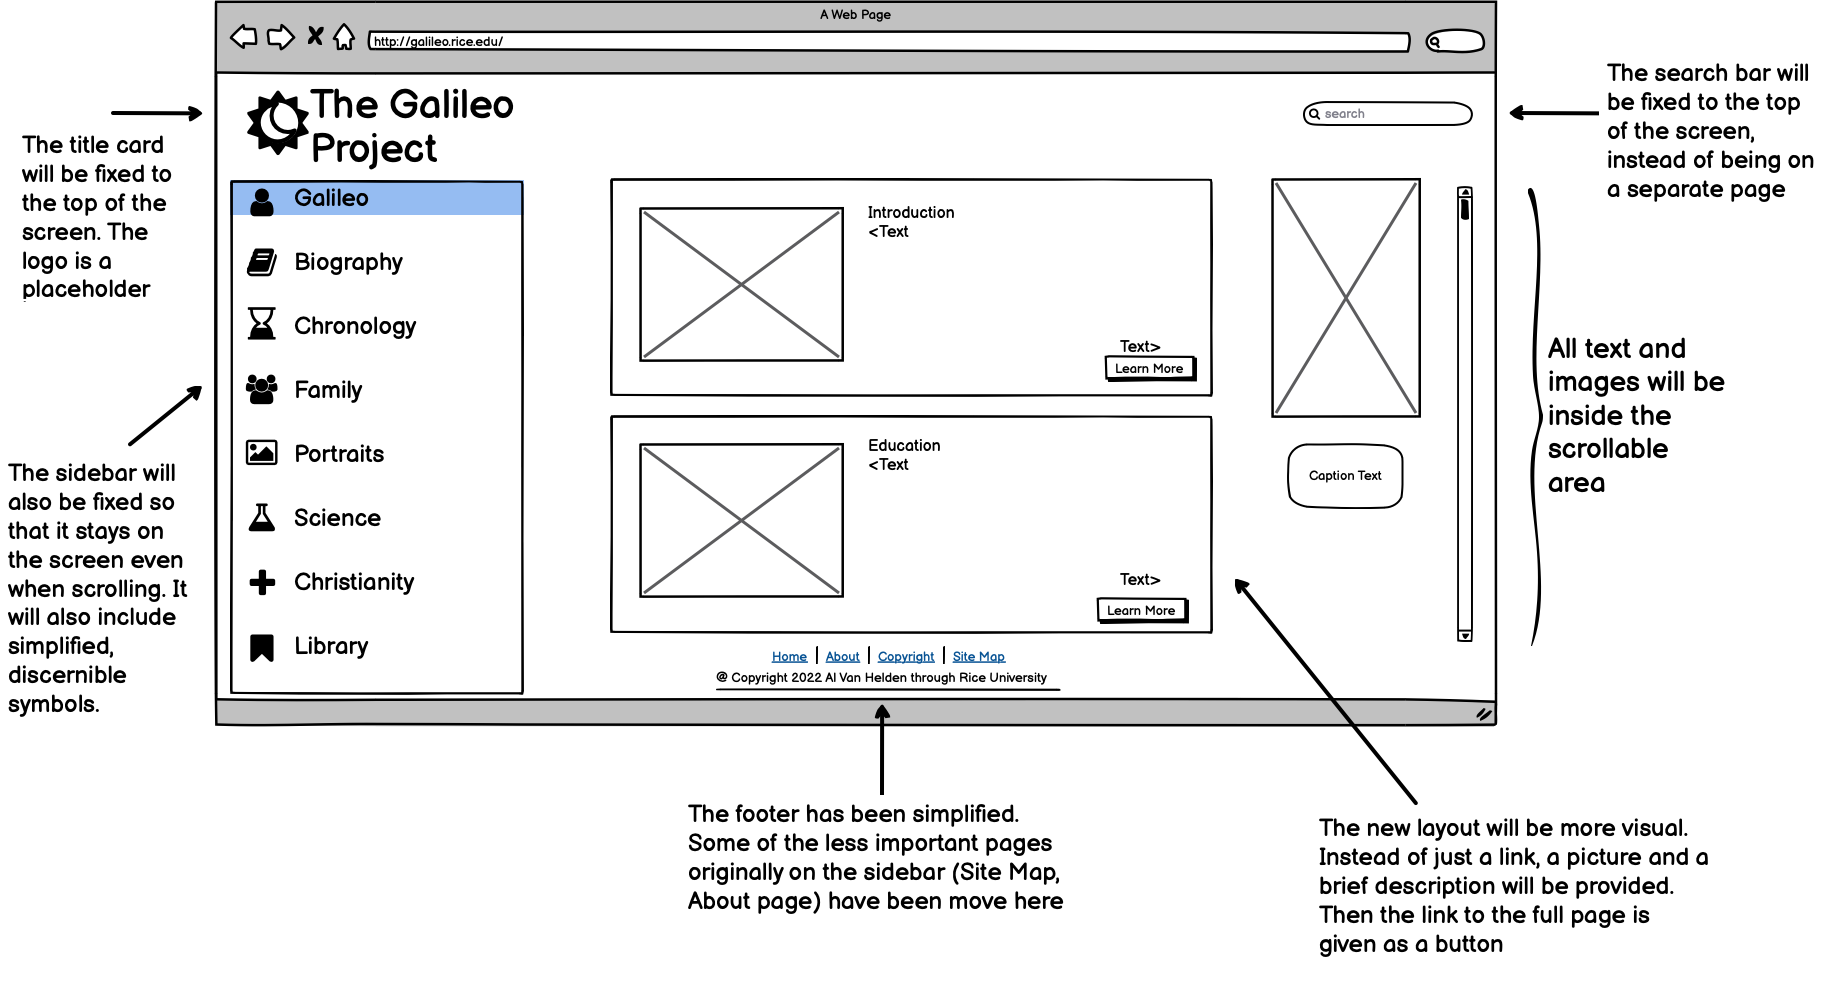 A Web Page
http://galileo.rice.edu/
The Galileo
Project
search
Galileo
Biography
Chronology
Family
Portraits
Science
Christianity
Library
Introduction
<Text
Text>
Learn More
Education
<Text
Text>
Learn More
Caption Text
Home | About | Copyright | Site Map
@ Copyright 2022 Al Van Helden through Rice University
The title card
will be fixed to
the top of the
screen. The
logo is a
placeholder
The sidebar will
also be fixed so
that it stays on
the screen even
when scrolling. It
will also include
simplified,
discernible
symbols.
The search bar will
be fixed to the top
of the screen,
instead of being on
a separate page
All text and
images will be
inside the
scrollable
area
The footer has been simplified.
Some of the less important pages
originally on the sidebar (Site Map,
About page) have been move here
The new layout will be more visual.
Instead of just a link, a picture and a
brief description will be provided.
Then the link to the full page is
given as a button